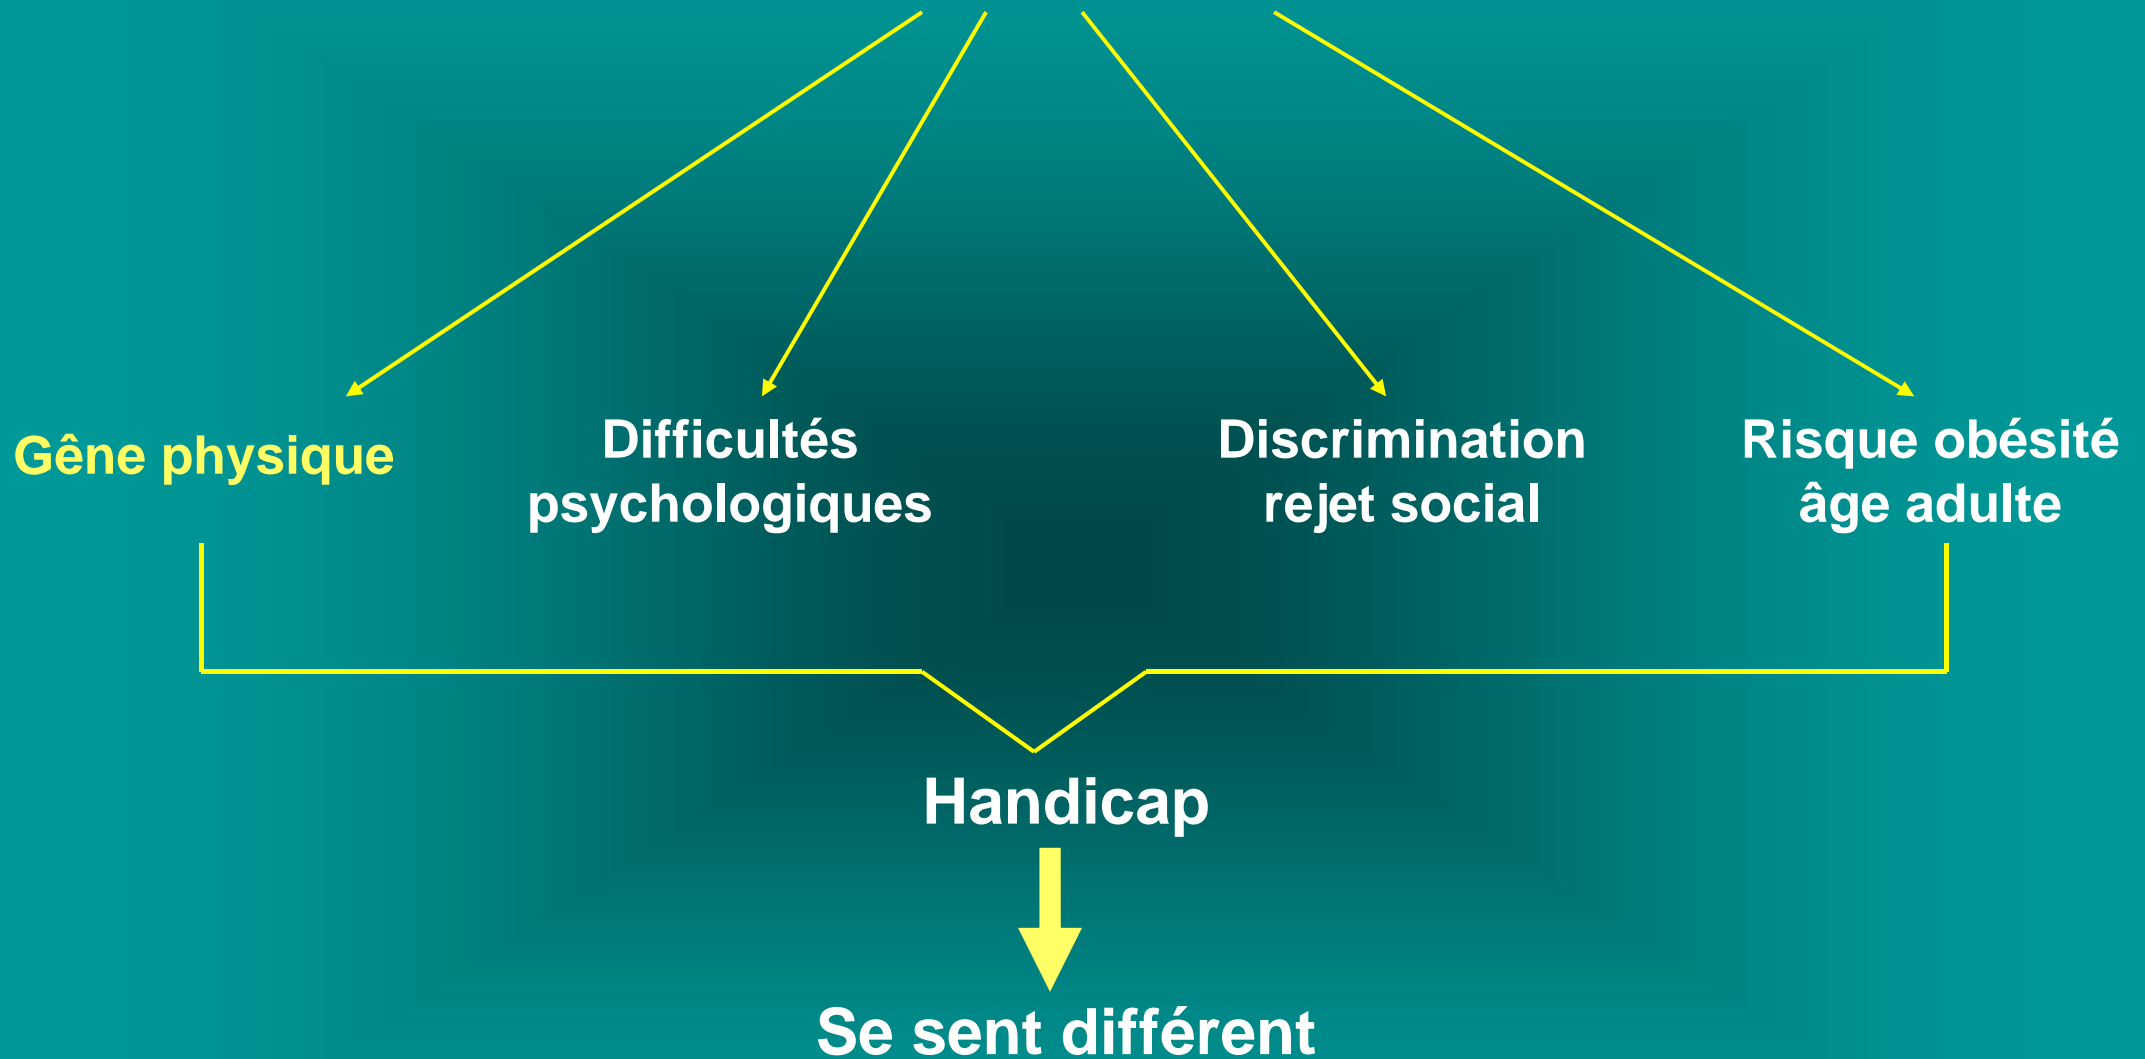 Gêne physique
Difficultés
psychologiques
Discrimination
rejet social
Risque obésité
âge adulte
Handicap
Se sent différent